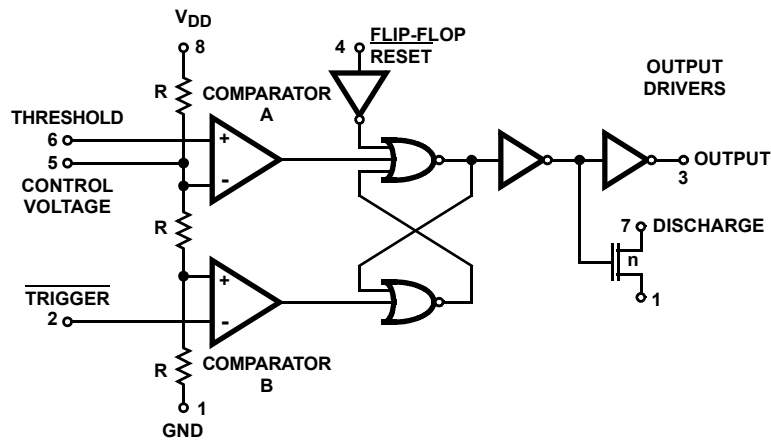 V_DD
8
R
THRESHOLD
6
5
CONTROL
VOLTAGE
COMPARATOR
A
+
-
4
FLIP-FLOP
RESET
OUTPUT
DRIVERS
OUTPUT
3
R
7 DISCHARGE
n
1
TRIGGER
2
+
-
R
COMPARATOR
B
1
GND